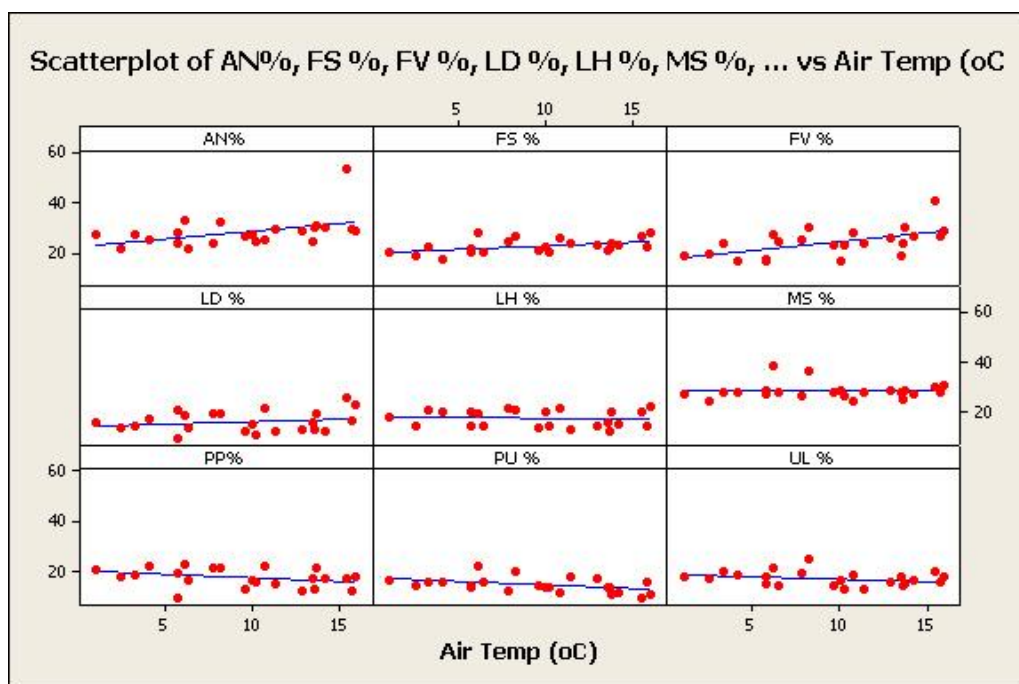 Scatterplot of AN%, FS %, FV %, LD %, LH %, MS %, ... vs Air Temp (oC
5 10 15
AN% FS % FV %
60
40
20
LD % LH % MS %
60
40
20
PP% PU % UL %
60
40
20
5 10 15 5 10 15
Air Temp (oC)